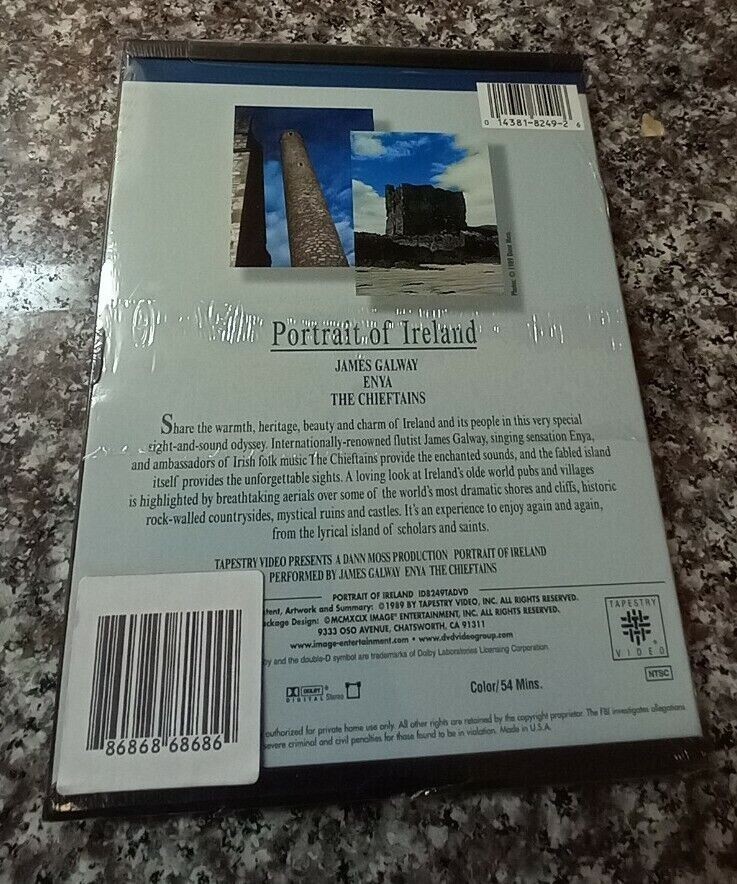 0 14381-8249-2 6
Photos: © 1989 Dann Moss
Portrait of Ireland
JAMES GALWAY
ENYA
THE CHIEFTAINS
Share the warmth, heritage, beauty and charm of Ireland and its people in this very special
sight-and-sound odyssey. Internationally-renowned flutist James Galway, singing sensation Enya,
and ambassadors of Irish folk music The Chieftains provide the enchanted sounds, and the fabled island
itself provides the unforgettable sights. A loving look at Ireland's olde world pubs and villages
is highlighted by breathtaking aerials over some of the world's most dramatic shores and cliffs, historic
rock-walled countrysides, mystical ruins and castles. It's an experience to enjoy again and again,
from the lyrical island of scholars and saints.
TAPESTRY VIDEO PRESENTS A DANN MOSS PRODUCTION PORTRAIT OF IRELAND
PERFORMED BY JAMES GALWAY ENYA THE CHIEFTAINS
PORTRAIT OF IRELAND ID8249TADVD
tent, Artwork and Summary: ©1989 BY TAPESTRY VIDEO, INC. ALL RIGHTS RESERVED.
ckage Design: ©MCMXCIX IMAGE® ENTERTAINMENT, INC. ALL RIGHTS RESERVED.
9333 OSO AVENUE, CHATSWORTH, CA 91311
www.image-entertainment.com • www.dvdvideogroup.com
by and the double-D symbol are trademarks of Dolby Laboratories Licensing Corporation.
TAPESTRY
VIDEO
NTSC
DOLBY
DIGITAL Stereo
Color/54 Mins.
authorized for private home use only. All other rights are retained by the copyright proprietor. The FBI investigates allegations
severe criminal and civil penalties for those found to be in violation. Made in U.S.A.
86868 68686